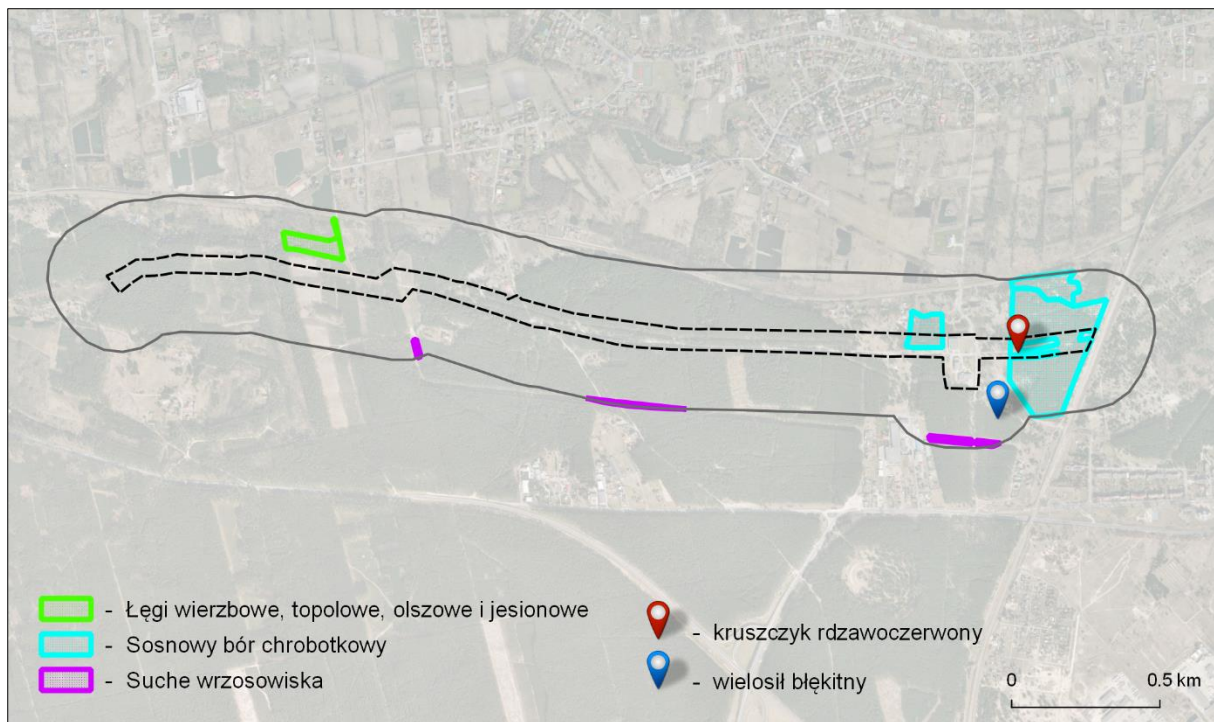 - Łęgi wierzbowe, topolowe, olszowe i jesionowe
- Sosnowy bór chrobotkowy
- Suche wrzosowiska
- kruszczyk rdzawoczerwony
- wielosił błękitny
0 0.5 km